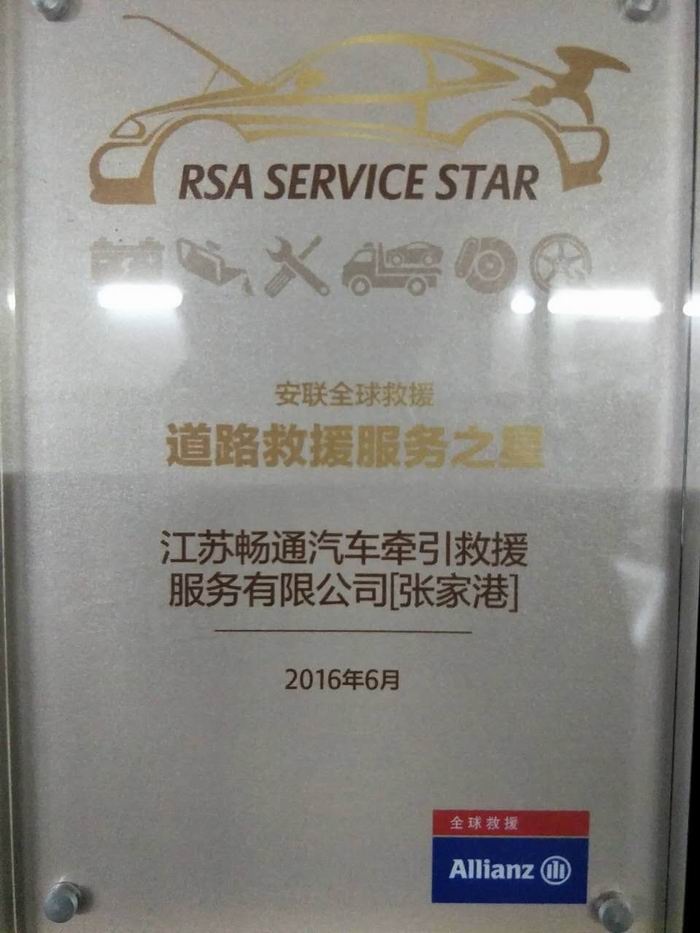 RSA SERVICE STAR
安联全球救援
道路救援服务之星
江苏畅通汽车牵引救援
服务有限公司[张家港]
2016年6月
全球救援
Allianz